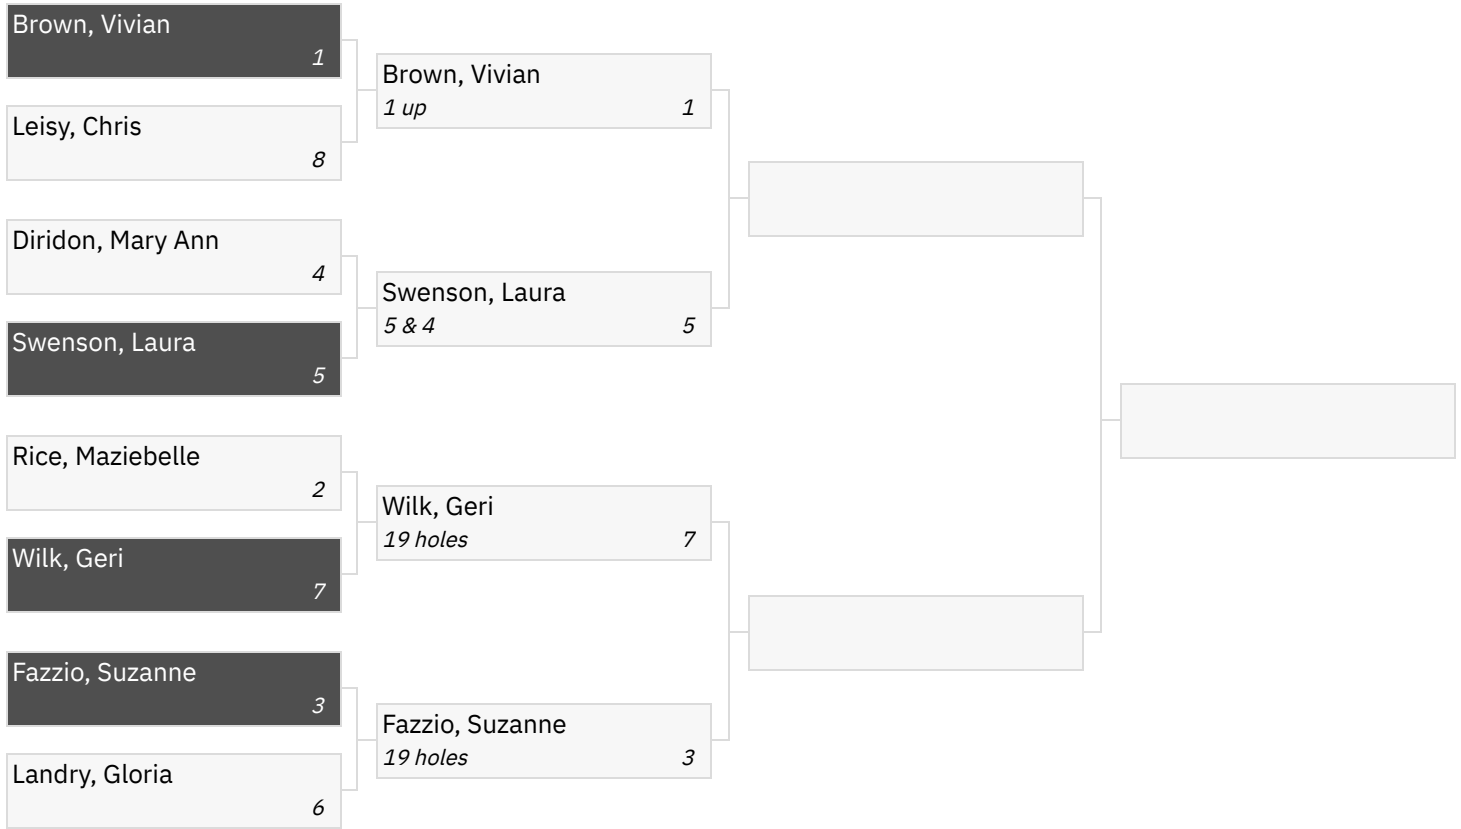 Brown, Vivian
1
Leisy, Chris
8
Diridon, Mary Ann
4
Swenson, Laura
5
Rice, Maziebelle
2
Wilk, Geri
7
Fazzio, Suzanne
3
Landry, Gloria
6
Brown, Vivian
1 up 1
Swenson, Laura
5 & 4 5
Wilk, Geri
19 holes 7
Fazzio, Suzanne
19 holes 3